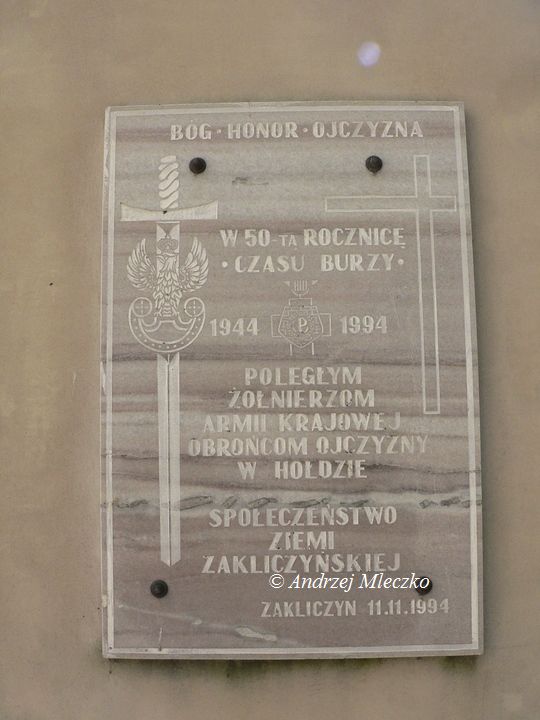 BÓG · HONOR · OJCZYZNA
W 50-TĄ ROCZNICĘ
· CZASU BURZY ·
1944 P 1994
POLEGŁYM
ŻOŁNIERZOM
ARMII KRAJOWEJ
OBROŃCOM OJCZYZNY
W HOŁDZIE
SPOŁECZEŃSTWO
ZIEMI
ZAKLICZYŃSKIEJ
© Andrzej Mleczko
ZAKLICZYN 11.11.1994